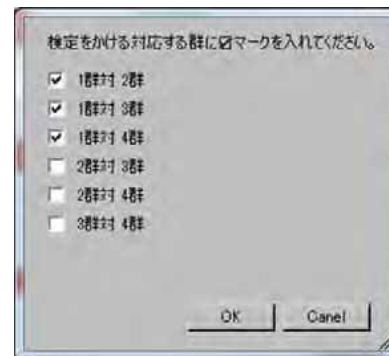 検定をかける対応する群に☑マークを入れてください。
1群対 2群
1群対 3群
1群対 4群
2群対 3群
2群対 4群
3群対 4群
OK Canel